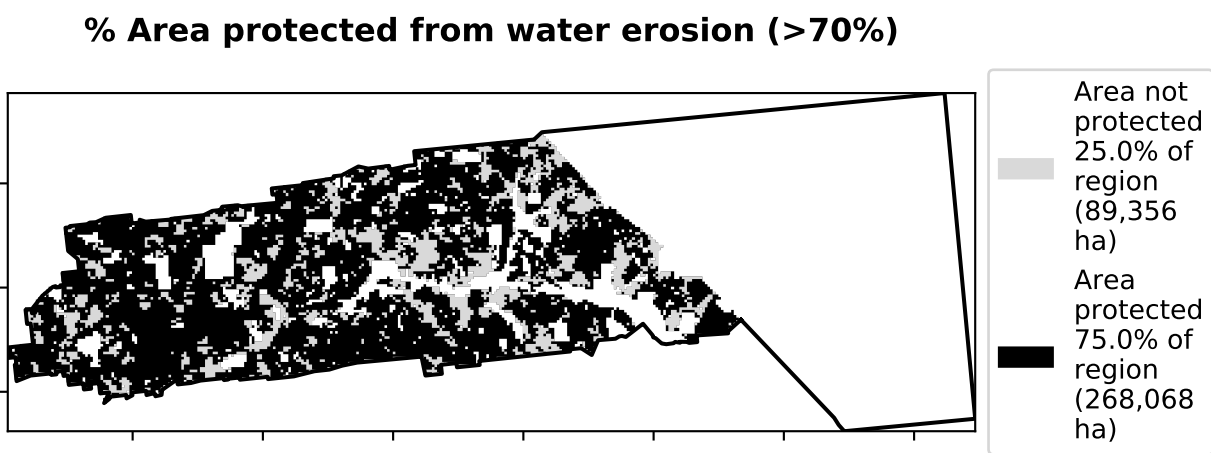 % Area protected from water erosion (>70%)
Area not
protected
25.0% of
region
(89,356
ha)
Area
protected
75.0% of
region
(268,068
ha)